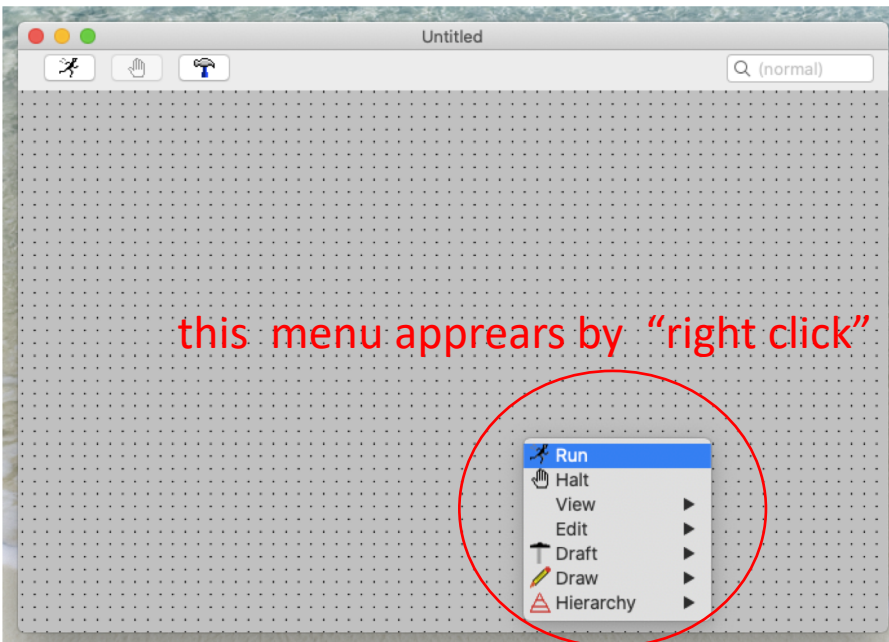 Untitled
(normal)
this menu apprears by “right click”
Run
Halt
View
Edit
Draft
Draw
Hierarchy